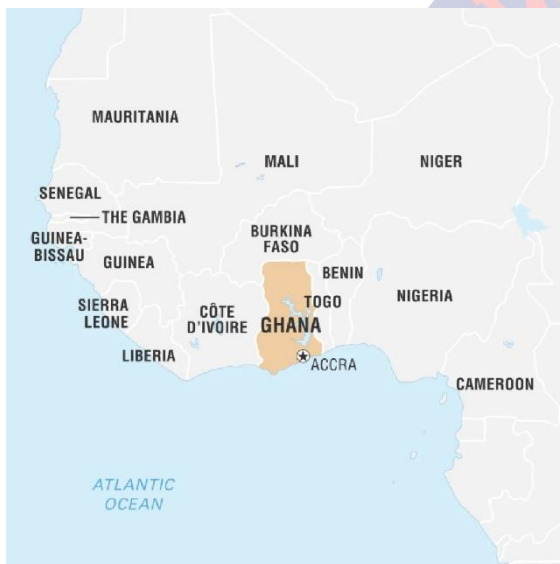 MAURITANIA
MALI
NIGER
SENEGAL
THE GAMBIA
GUINEA-
BISSAU
GUINEA
BURKINA
FASO
BENIN
NIGERIA
SIERRA
LEONE
CÔTE
D'IVOIRE
GHANA
TOGO
LIBERIA
ACCRA
CAMEROON
ATLANTIC
OCEAN